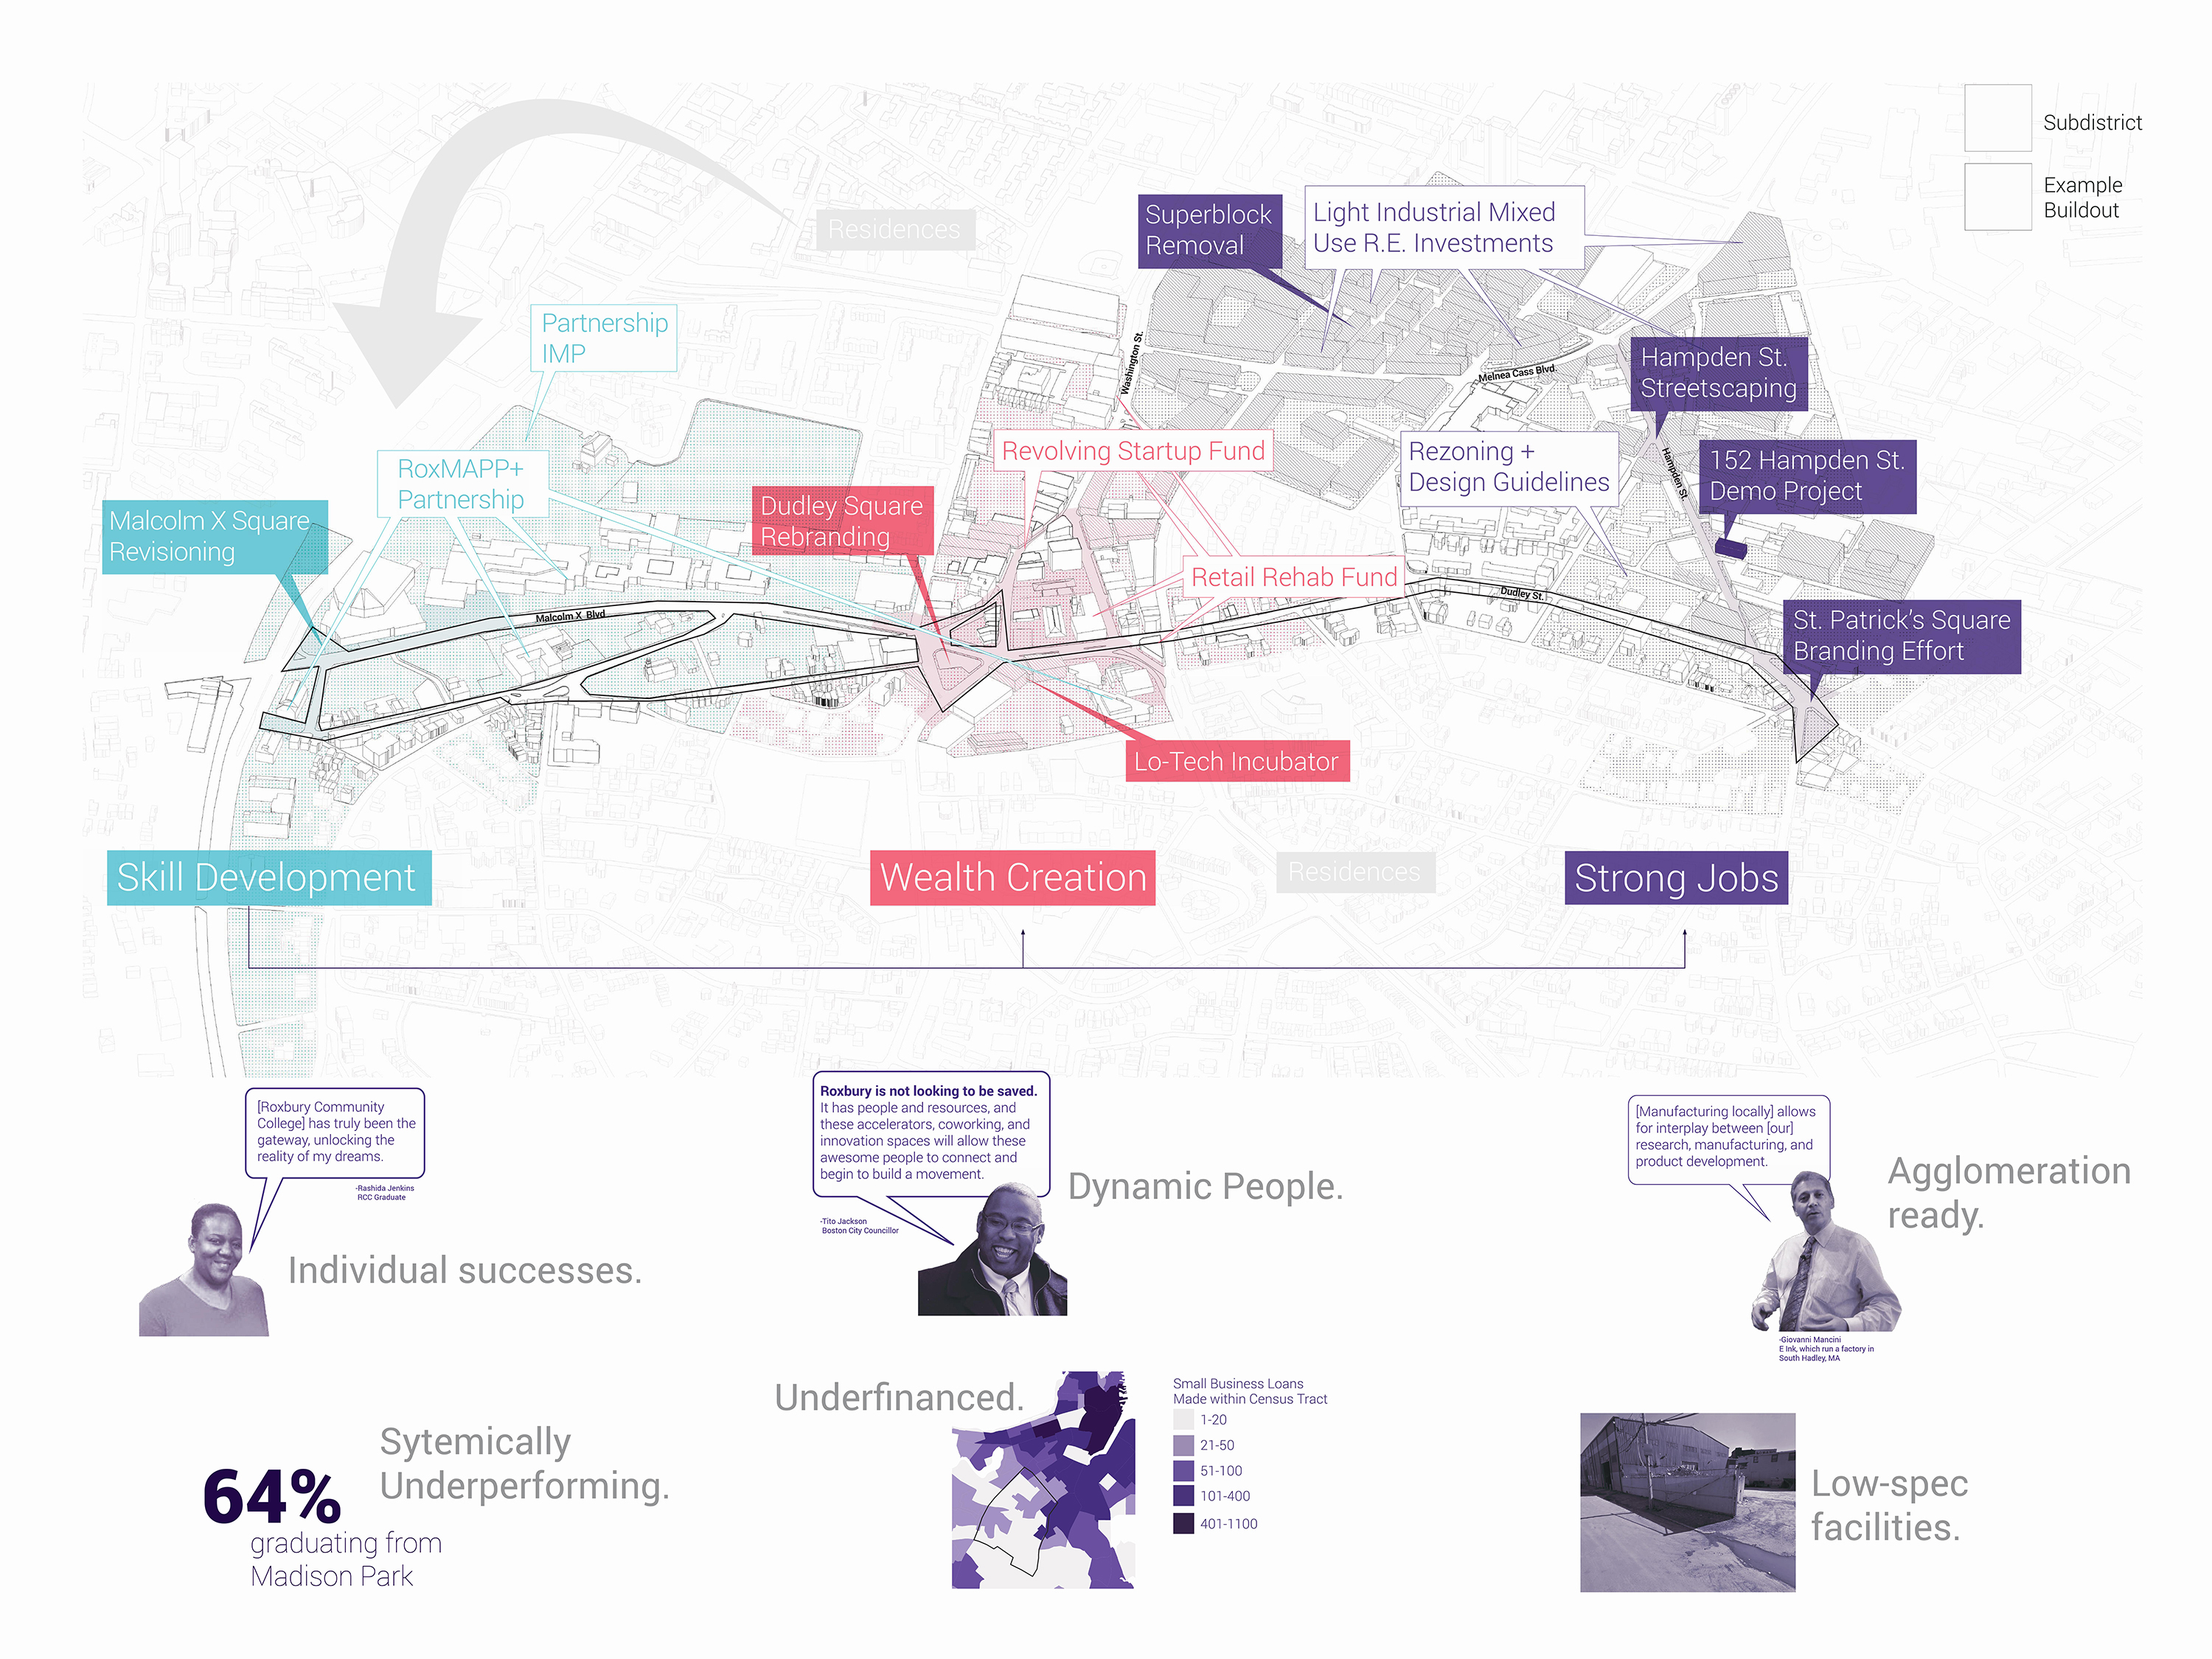 Subdistrict
Example
Buildout
Residences
Superblock
Removal
Light Industrial Mixed
Use R.E. Investments
Partnership
IMP
Washington St.
Melnea Cass Blvd.
Hampden St.
Streetscaping
RoxMAPP+
Partnership
Revolving Startup Fund
Rezoning +
Design Guidelines
Hampden St.
152 Hampden St.
Demo Project
Malcolm X Square
Revisioning
Dudley Square
Rebranding
Retail Rehab Fund
Dudley St.
Malcolm X Blvd
St. Patrick's Square
Branding Effort
Lo-Tech Incubator
Skill Development
Wealth Creation
Residences
Strong Jobs
[Roxbury Community
College] has truly been the
gateway, unlocking the
reality of my dreams.
-Rashida Jenkins
RCC Graduate
Individual successes.
Roxbury is not looking to be saved.
It has people and resources, and
these accelerators, coworking, and
innovation spaces will allow these
awesome people to connect and
begin to build a movement.
-Tito Jackson
Boston City Councillor
Dynamic People.
[Manufacturing locally] allows
for interplay between [our]
research, manufacturing, and
product development.
-Giovanni Mancini
E Ink, which run a factory in
South Hadley, MA
Agglomeration
ready.
64%
graduating from
Madison Park
Sytemically
Underperforming.
Underfinanced.
Small Business Loans
Made within Census Tract
1-20
21-50
51-100
101-400
401-1100
Low-spec
facilities.